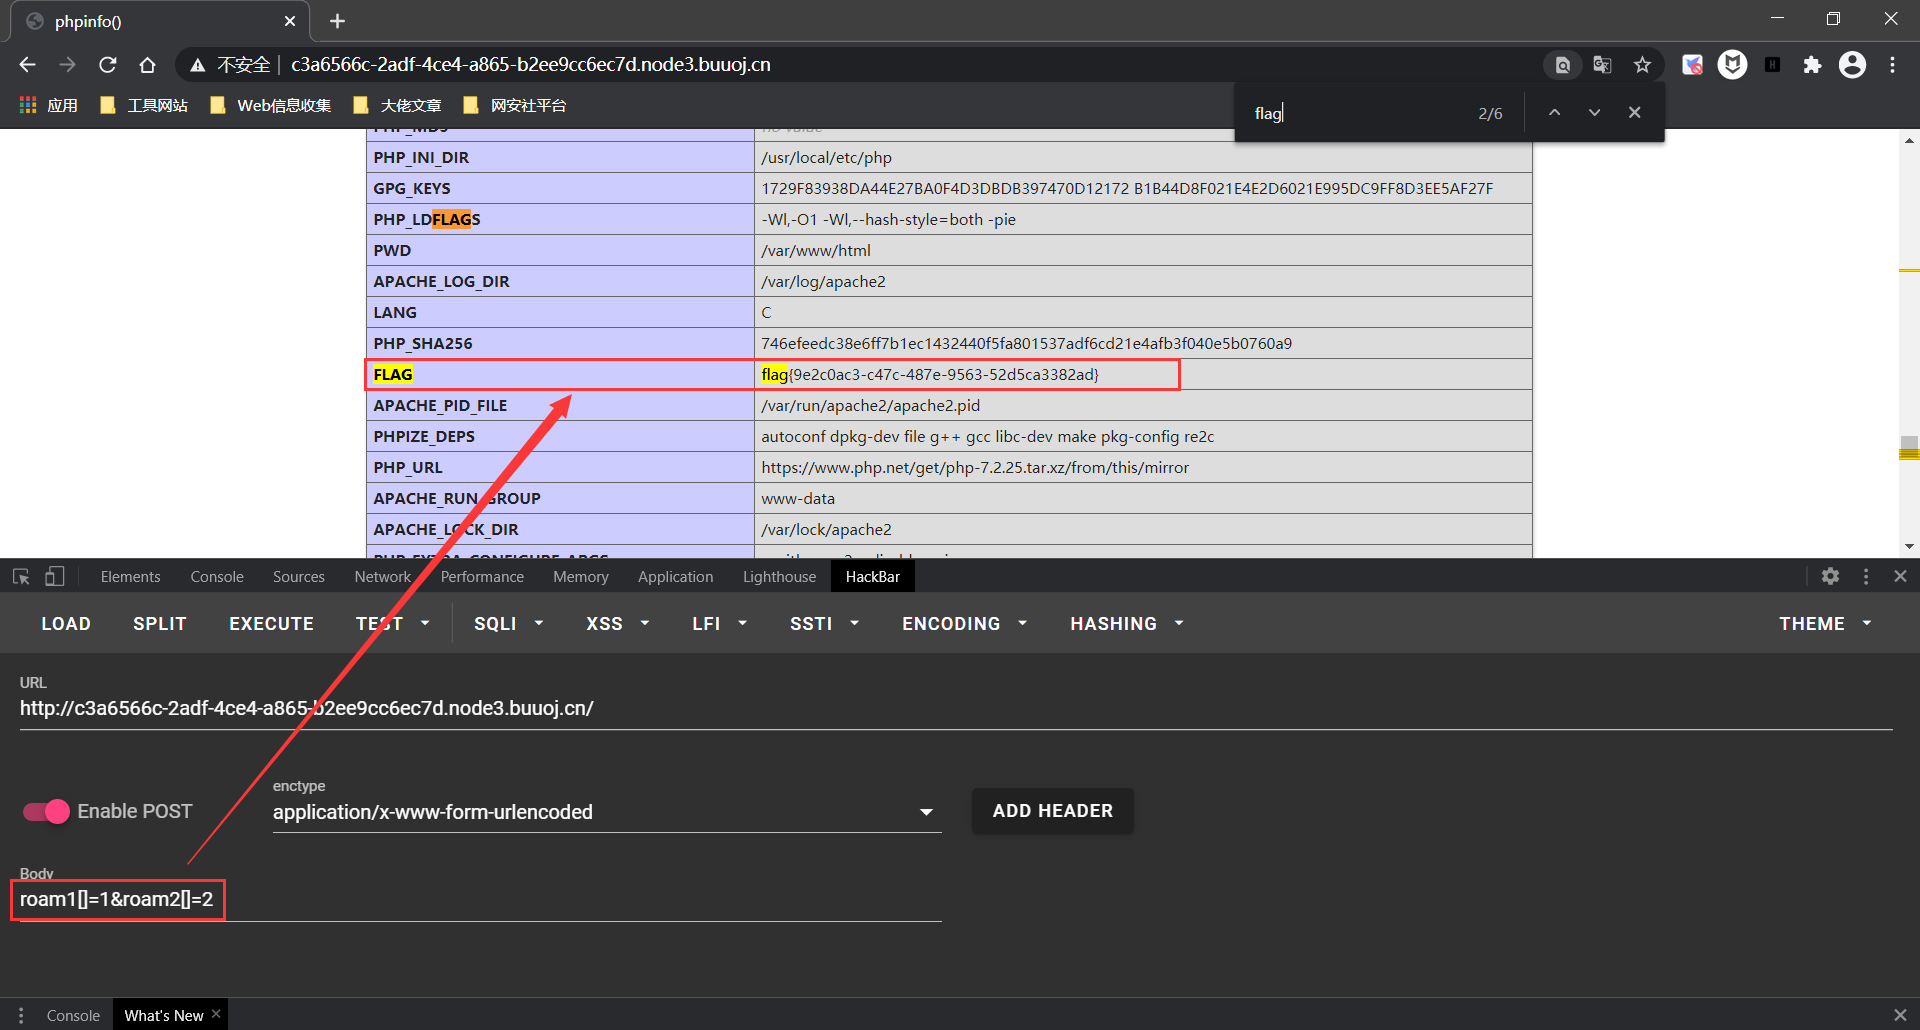 phpinfo()
不安全 c3a6566c-2adf-4ce4-a865-b2ee9cc6ec7d.node3.buuoj.cn
应用 工具网站 Web信息收集 大佬文章 网安社平台
flag 2/6
PHP_MD5 no value
PHP_INI_DIR /usr/local/etc/php
GPG_KEYS 1729F83938DA44E27BA0F4D3DBDB397470D12172 B1B44D8F021E4E2D6021E995DC9FF8D3EE5AF27F
PHP_LDFLAGS -Wl,-O1 -Wl,--hash-style=both -pie
PWD /var/www/html
APACHE_LOG_DIR /var/log/apache2
LANG C
PHP_SHA256 746efeedc38e6ff7b1ec1432440f5fa801537adf6cd21e4afb3f040e5b0760a9
FLAG flag{9e2c0ac3-c47c-487e-9563-52d5ca3382ad}
APACHE_PID_FILE /var/run/apache2/apache2.pid
PHPIZE_DEPS autoconf dpkg-dev file g++ gcc libc-dev make pkg-config re2c
PHP_URL https://www.php.net/get/php-7.2.25.tar.xz/from/this/mirror
APACHE_RUN_GROUP www-data
APACHE_LOCK_DIR /var/lock/apache2
PHP_EXTRA_CONFIGURE_ARGS
Elements Console Sources Network Performance Memory Application Lighthouse HackBar
LOAD SPLIT EXECUTE TEST SQLI XSS LFI SSTI ENCODING HASHING THEME
URL
http://c3a6566c-2adf-4ce4-a865-b2ee9cc6ec7d.node3.buuoj.cn/
Enable POST
enctype
application/x-www-form-urlencoded
ADD HEADER
Body
roam1[]=1&roam2[]=2
Console What's New